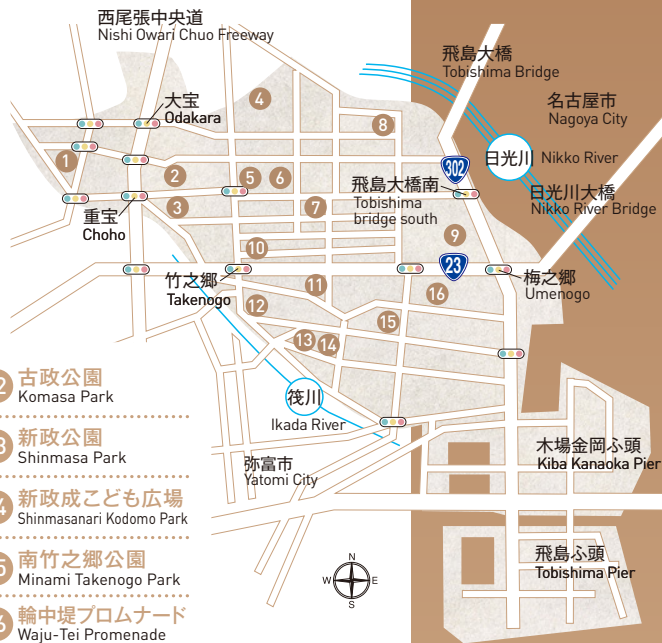 西尾張中央道
Nishi Owari Chuo Freeway
飛島大橋
Tobishima Bridge
大宝
Odakara
4
8
名古屋市
Nagoya City
日光川
Nikko River
1
2
5
6
302
飛島大橋南
Tobishima
bridge south
日光川大橋
Nikko River Bridge
3
7
重宝
Choho
9
10
竹之郷
Takenogo
23
梅之郷
Umenogo
11
16
12
15
13
14
筏川
Ikada River
弥富市
Yatomi City
木場金岡ふ頭
Kiba Kanaoka Pier
飛島ふ頭
Tobishima Pier
N
W
E
S
2 古政公園
Komasa Park
3 新政公園
Shinmasa Park
4 新政成こども広場
Shinmasanari Kodomo Park
5 南竹之郷公園
Minami Takenogo Park
6 輪中堤プロムナード
Waju-Tei Promenade